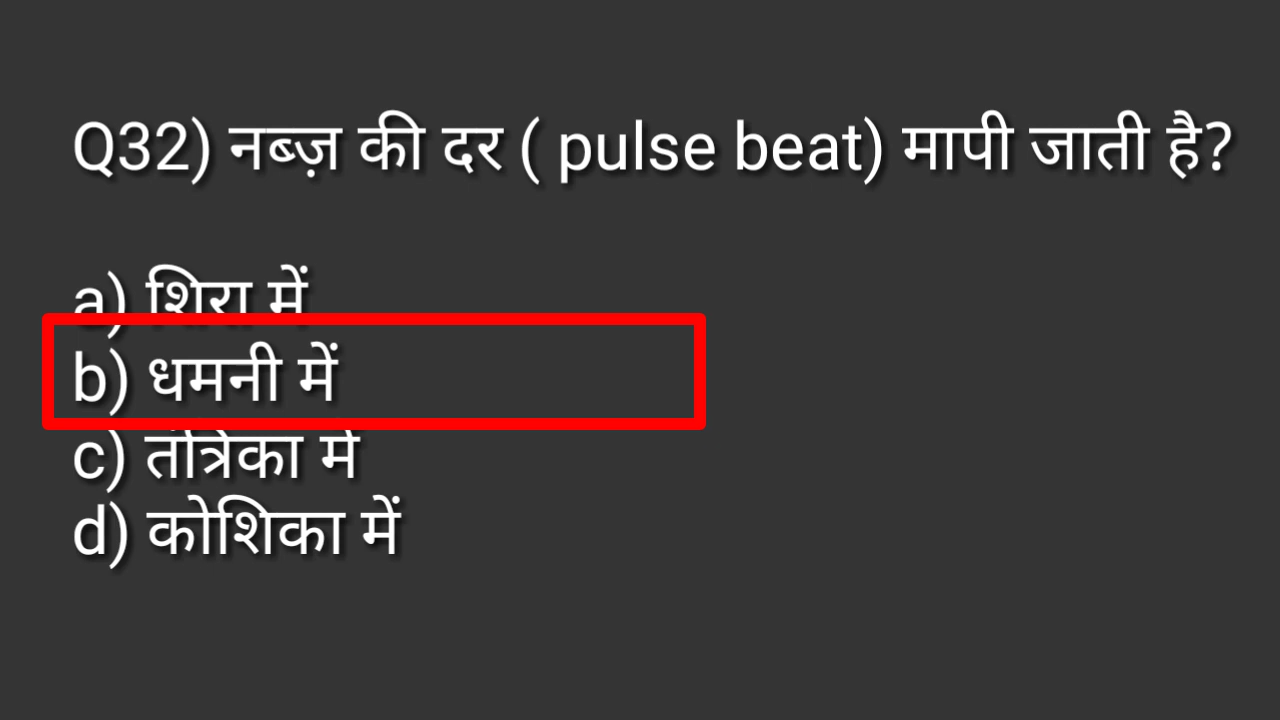 Q32) नब्ज़ की दर ( pulse beat) मापी जाती है?
a) शिरा में
b) धमनी में
c) तंत्रिका में
d) कोशिका में